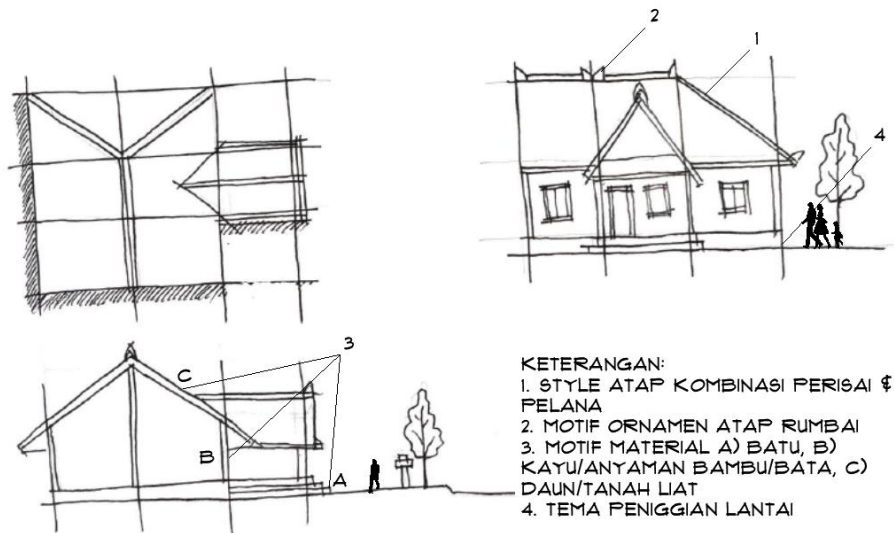 2
1
4
3
C
B
A
KETERANGAN:
1. STYLE ATAP KOMBINASI PERISAI &
PELANA
2. MOTIF ORNAMEN ATAP RUMBAI
3. MOTIF MATERIAL A) BATU, B)
KAYU/ANYAMAN BAMBU/BATA, C)
DAUN/TANAH LIAT
4. TEMA PENIGGIAN LANTAI